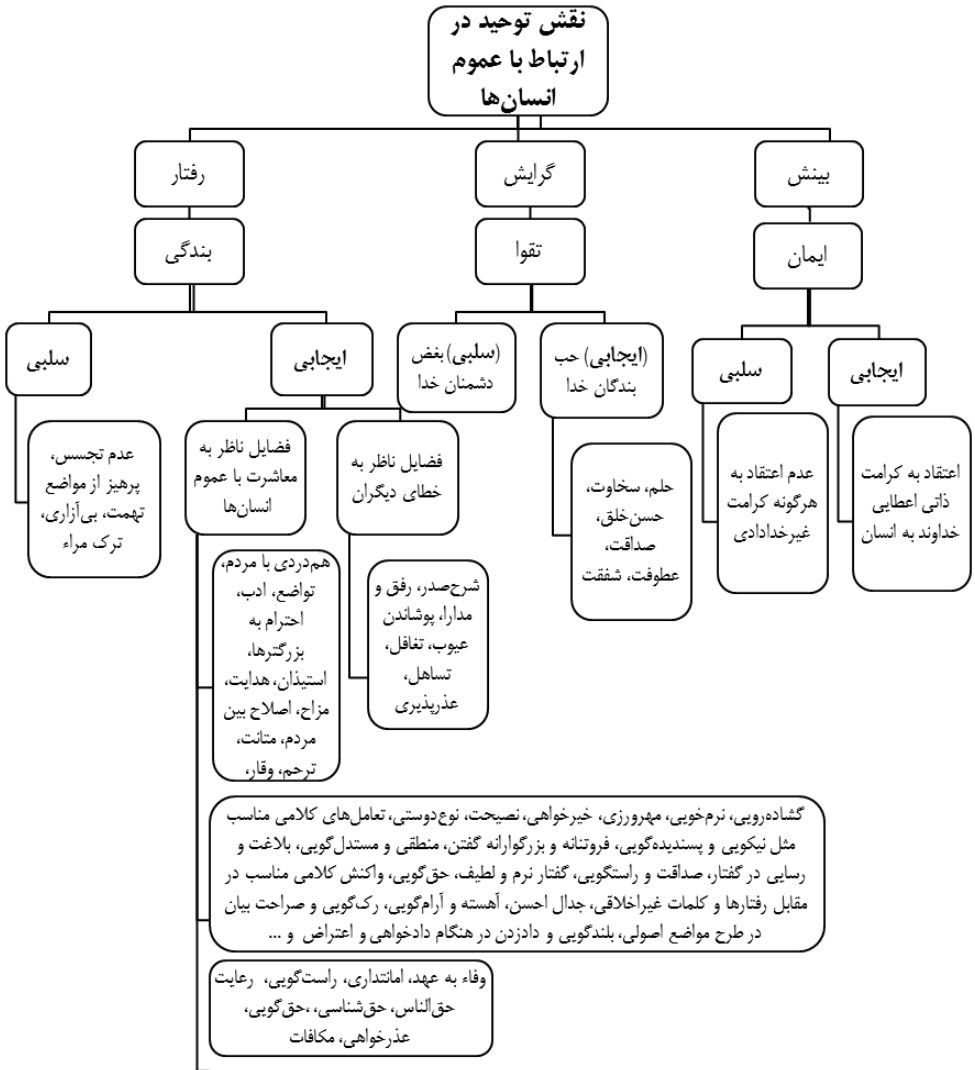 نقش توحید در
ارتباط با عموم
انسان‌ها
بینش
گرایش
رفتار
ایمان
تقوا
بندگی
ایجابی
سلبی
(ایجابی) حب
بندگان خدا
(سلبی) بغض
دشمنان خدا
ایجابی
سلبی
اعتقاد به کرامت
ذاتی اعطایی
خداوند به انسان
عدم اعتقاد به
هرگونه کرامت
غیرخدادادی
حلم، سخاوت،
حسن‌خلق،
صداقت،
عطوفت، شفقت
فضایل ناظر به
خطای دیگران
فضایل ناظر به
معاشرت با عموم
انسان‌ها
عدم تجسس،
پرهیز از مواضع
تهمت، بی‌آزاری،
ترک مراء
شرح‌صدر، رفق و
مدارا، پوشاندن
عیوب، تغافل،
تساهل،
عذرپذیری
هم‌دردی با مردم،
تواضع، ادب،
احترام به
بزرگترها،
استیذان، هدایت،
مزاح، اصلاح بین
مردم، متانت،
ترحم، وقار،
گشاده‌رویی، نرم‌خویی، مهرورزی، خیرخواهی، نصیحت، نوع‌دوستی، تعامل‌های کلامی مناسب
مثل نیکویی و پسندیده‌گویی، فروتنانه و بزرگوارانه گفتن، منطقی و مستدل‌گویی، بلاغت و
رسایی در گفتار، صداقت و راستگویی، گفتار نرم و لطیف، حق‌گویی، واکنش کلامی مناسب در
مقابل رفتارها و کلمات غیراخلاقی، جدال احسن، آهسته و آرام‌گویی، رک‌گویی و صراحت بیان
در طرح مواضع اصولی، بلندگویی و دادزدن در هنگام دادخواهی و اعتراض و ...
وفاء به عهد، امانتداری، راست‌گویی، رعایت
حق‌الناس، حق‌شناسی، ،حق‌گویی،
عذرخواهی، مکافات